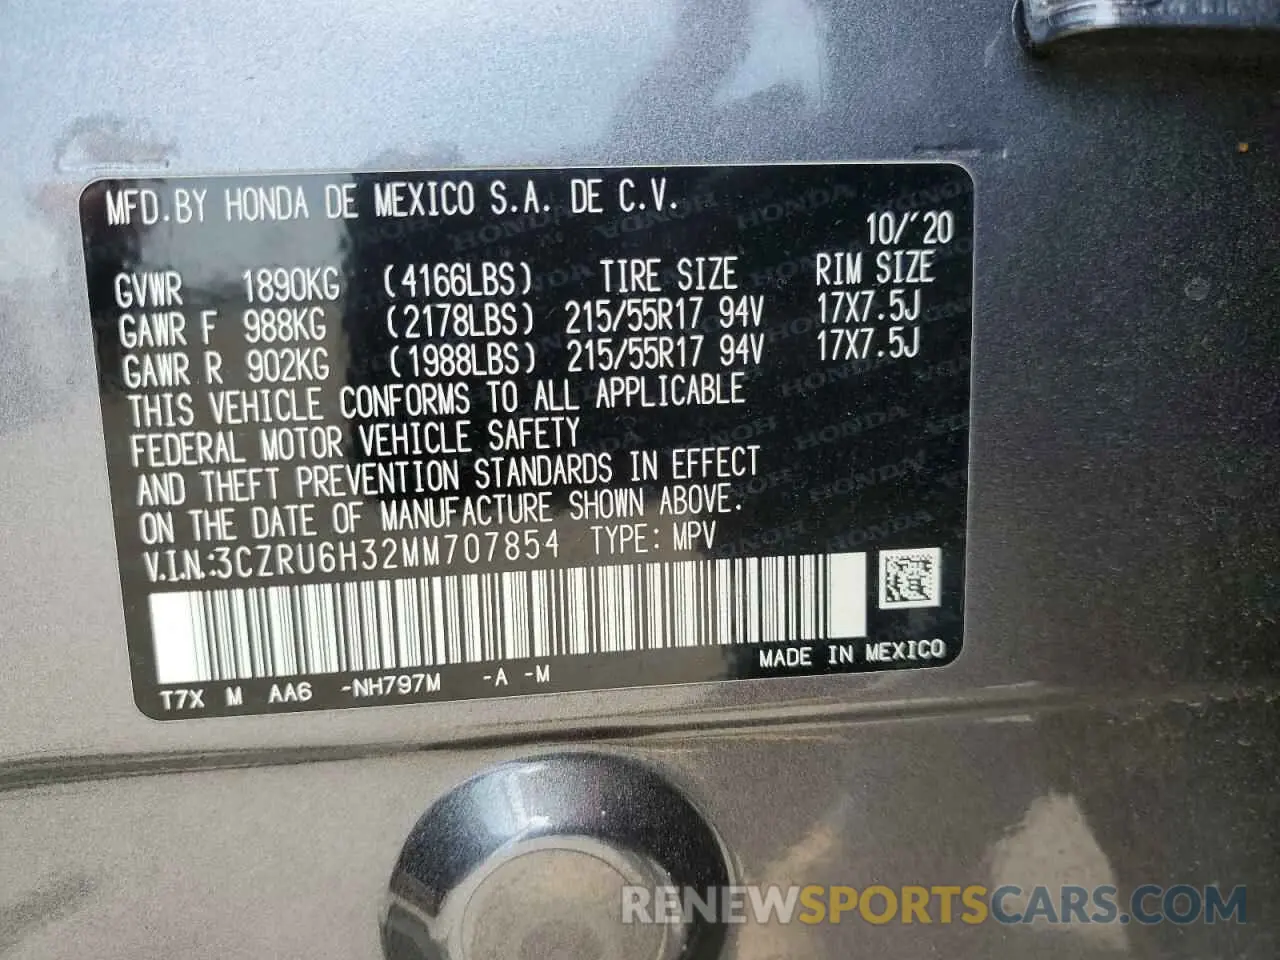 MFD.BY HONDA DE MEXICO S.A. DE C.V.
10/'20
GVWR 1890KG (4166LBS) TIRE SIZE RIM SIZE
GAWR F 988KG (2178LBS) 215/55R17 94V 17X7.5J
GAWR R 902KG (1988LBS) 215/55R17 94V 17X7.5J
THIS VEHICLE CONFORMS TO ALL APPLICABLE
FEDERAL MOTOR VEHICLE SAFETY
AND THEFT PREVENTION STANDARDS IN EFFECT
ON THE DATE OF MANUFACTURE SHOWN ABOVE.
V.I.N.:3CZRU6H32MM707854 TYPE: MPV
MADE IN MEXICO
T7X M AA6 -NH797M -A -M
RENEWSPORTSCARS.COM